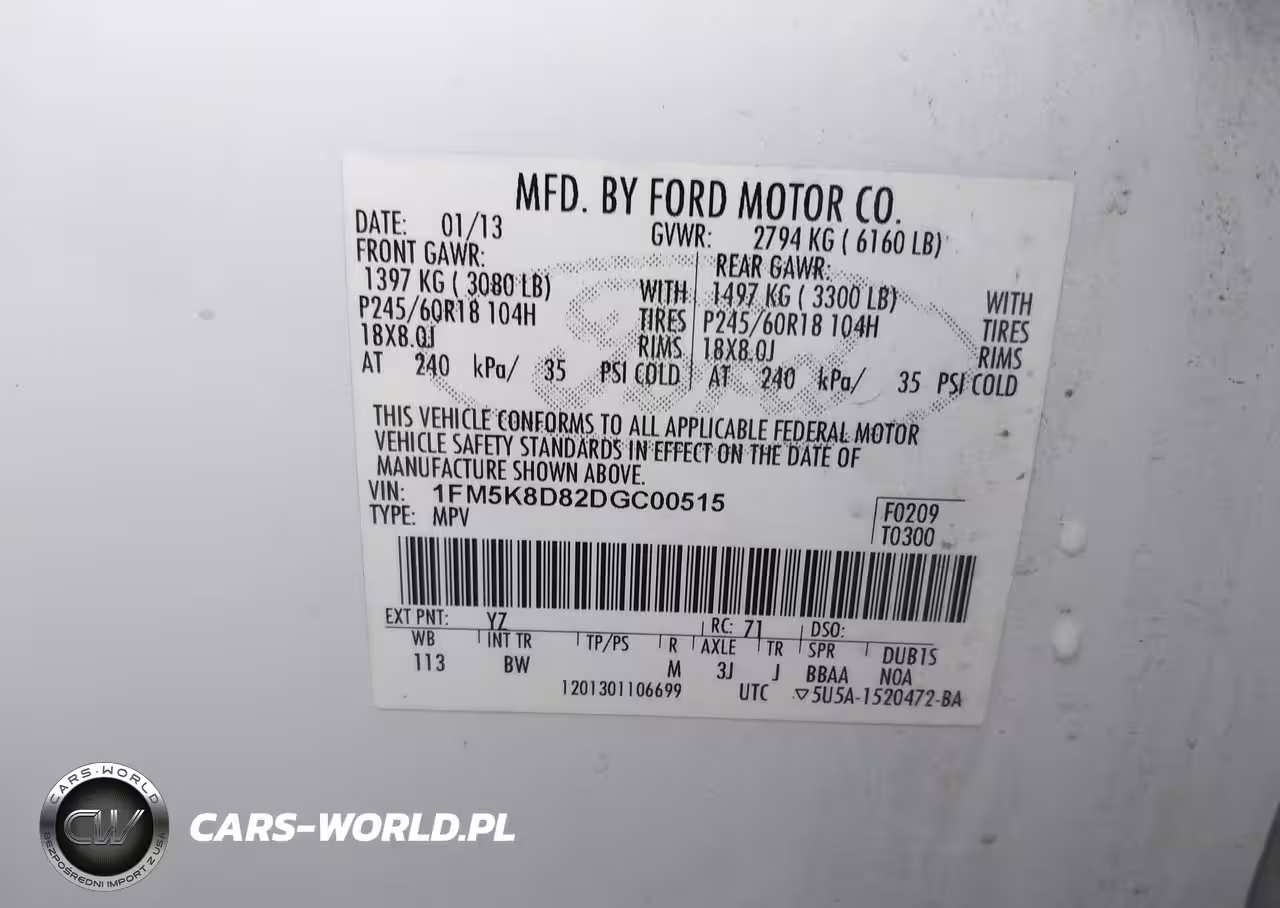 MFD. BY FORD MOTOR CO.
DATE: 01/13 GVWR: 2794 KG ( 6160 LB)
FRONT GAWR: REAR GAWR:
1397 KG ( 3080 LB) WITH 1497 KG ( 3300 LB) WITH
P245/60R18 104H TIRES P245/60R18 104H TIRES
18X8.0J RIMS 18X8.0J RIMS
AT 240 kPa/ 35 PSI COLD AT 240 kPa/ 35 PSI COLD
THIS VEHICLE CONFORMS TO ALL APPLICABLE FEDERAL MOTOR
VEHICLE SAFETY STANDARDS IN EFFECT ON THE DATE OF
MANUFACTURE SHOWN ABOVE.
VIN: 1FM5K8D82DGC00515
TYPE: MPV
F0209
T0300
EXT PNT: YZ RC: 71 DSO:
WB INT TR TP/PS R AXLE TR SPR DUB1S
113 BW M 3J J BBAA NOA
1201301106699 UTC ▽5U5A-1520472-BA
CARS-WORLD
CW
BEZPOŚREDNI IMPORT Z USA
CARS-WORLD.PL